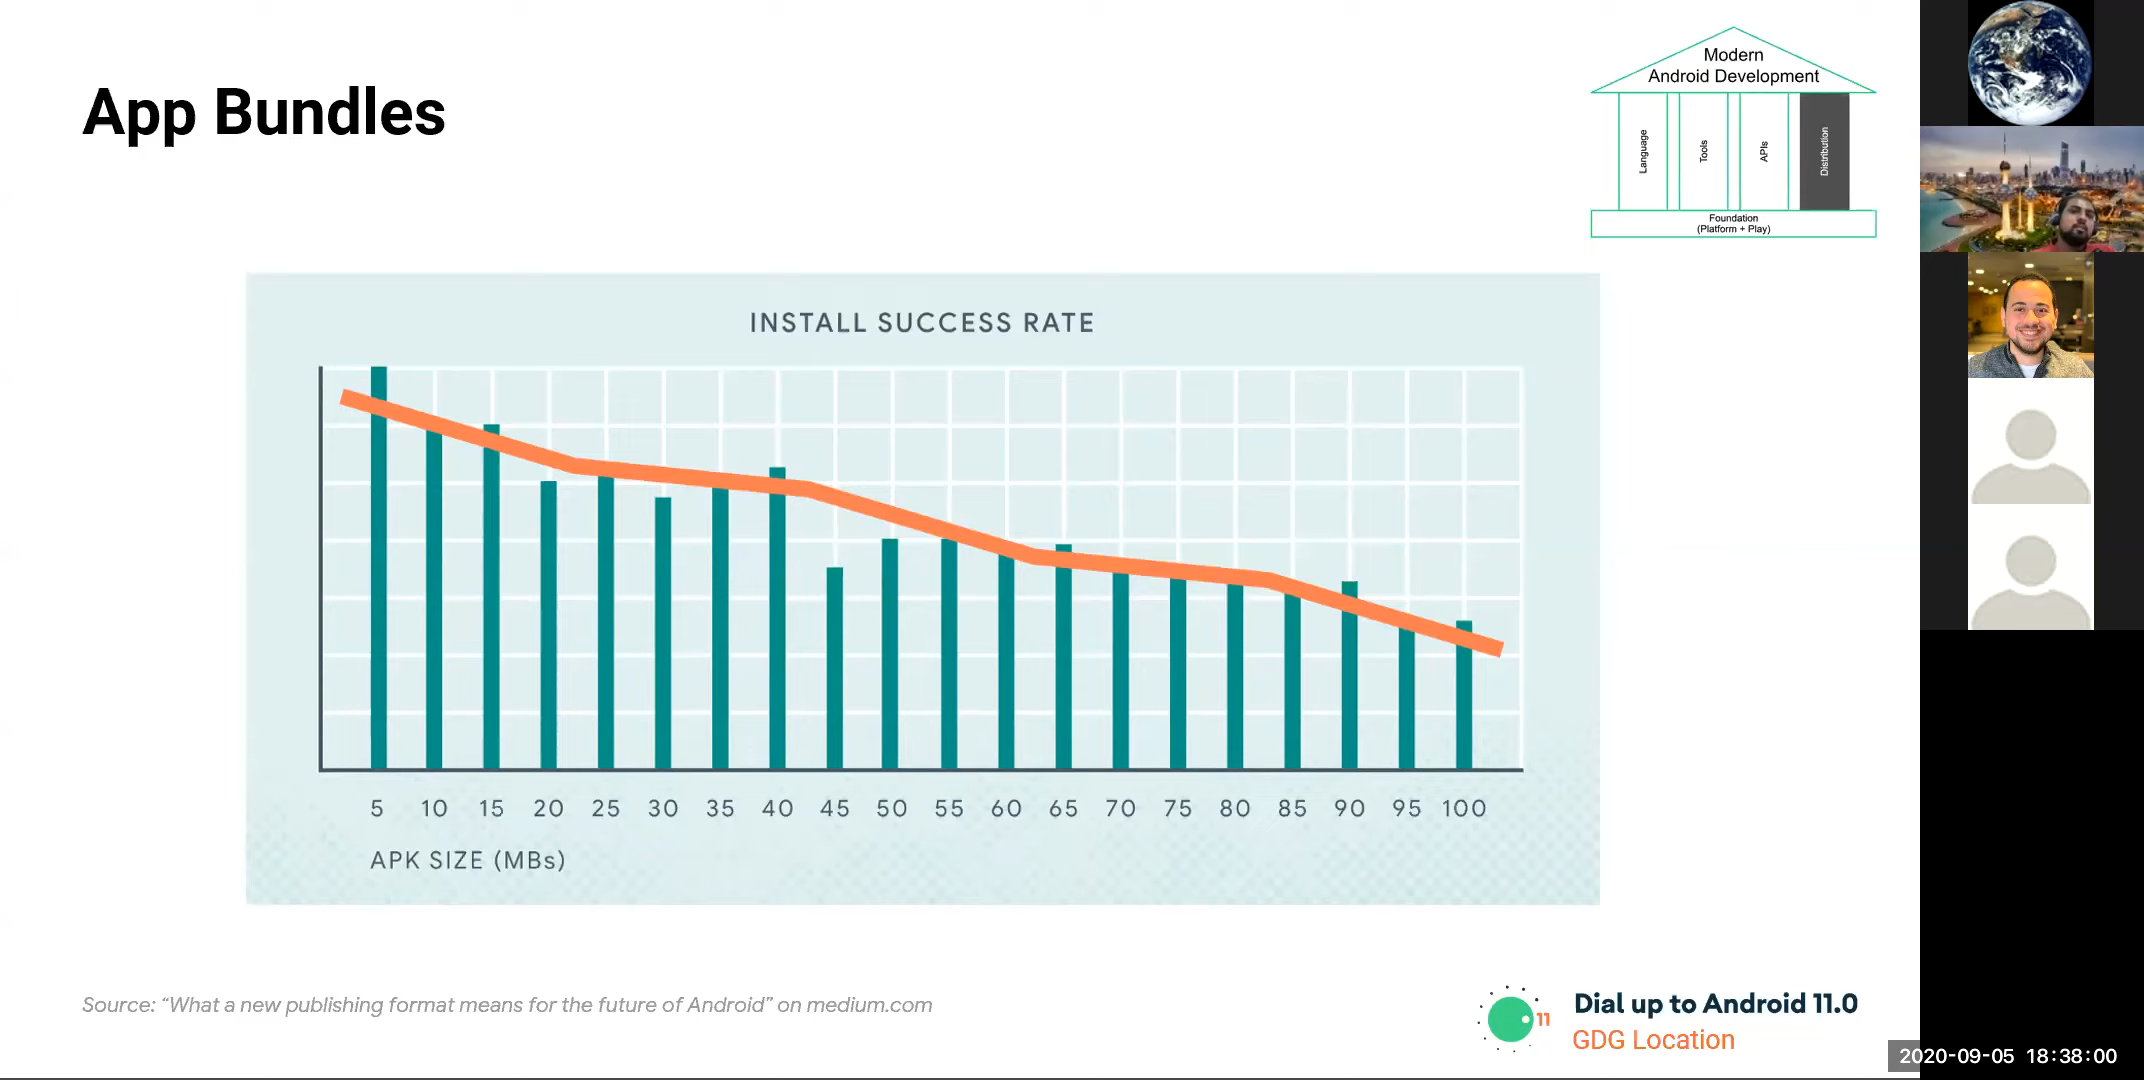 App Bundles
Modern
Android Development
Language
Tools
APIs
Distribution
Foundation
(Platform + Play)
INSTALL SUCCESS RATE
5 10 15 20 25 30 35 40 45 50 55 60 65 70 75 80 85 90 95 100
APK SIZE (MBs)
Source: “What a new publishing format means for the future of Android” on medium.com
11
Dial up to Android 11.0
GDG Location
2020-09-05 18:38:00